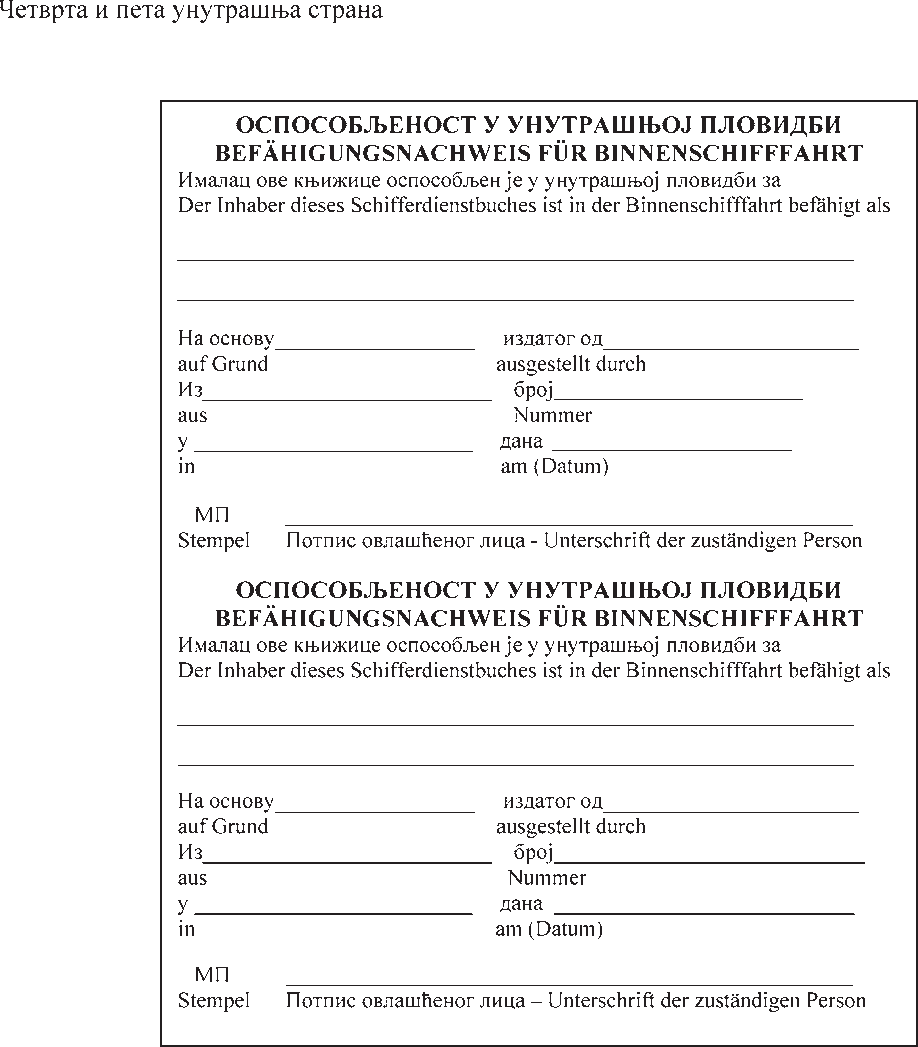 Четврта и пета унутрашња страна
ОСПОСОБЉЕНОСТ У УНУТРАШЊОЈ ПЛОВИДБИ
BEFÄHIGUNGSNACHWEIS FÜR BINNENSCHIFFFAHRT
Ималац ове књижице оспособљен је у унутрашњој пловидби за
Der Inhaber dieses Schifferdienstbuches ist in der Binnenschifffahrt befähigt als
На основу издатог од
auf Grund ausgestellt durch
Из број
aus Nummer
у дана
in am (Datum)
МП
Stempel Потпис овлашћеног лица - Unterschrift der zuständigen Person
ОСПОСОБЉЕНОСТ У УНУТРАШЊОЈ ПЛОВИДБИ
BEFÄHIGUNGSNACHWEIS FÜR BINNENSCHIFFFAHRT
Ималац ове књижице оспособљен је у унутрашњој пловидби за
Der Inhaber dieses Schifferdienstbuches ist in der Binnenschifffahrt befähigt als
На основу издатог од
auf Grund ausgestellt durch
Из број
aus Nummer
у дана
in am (Datum)
МП
Stempel Потпис овлашћеног лица – Unterschrift der zuständigen Person